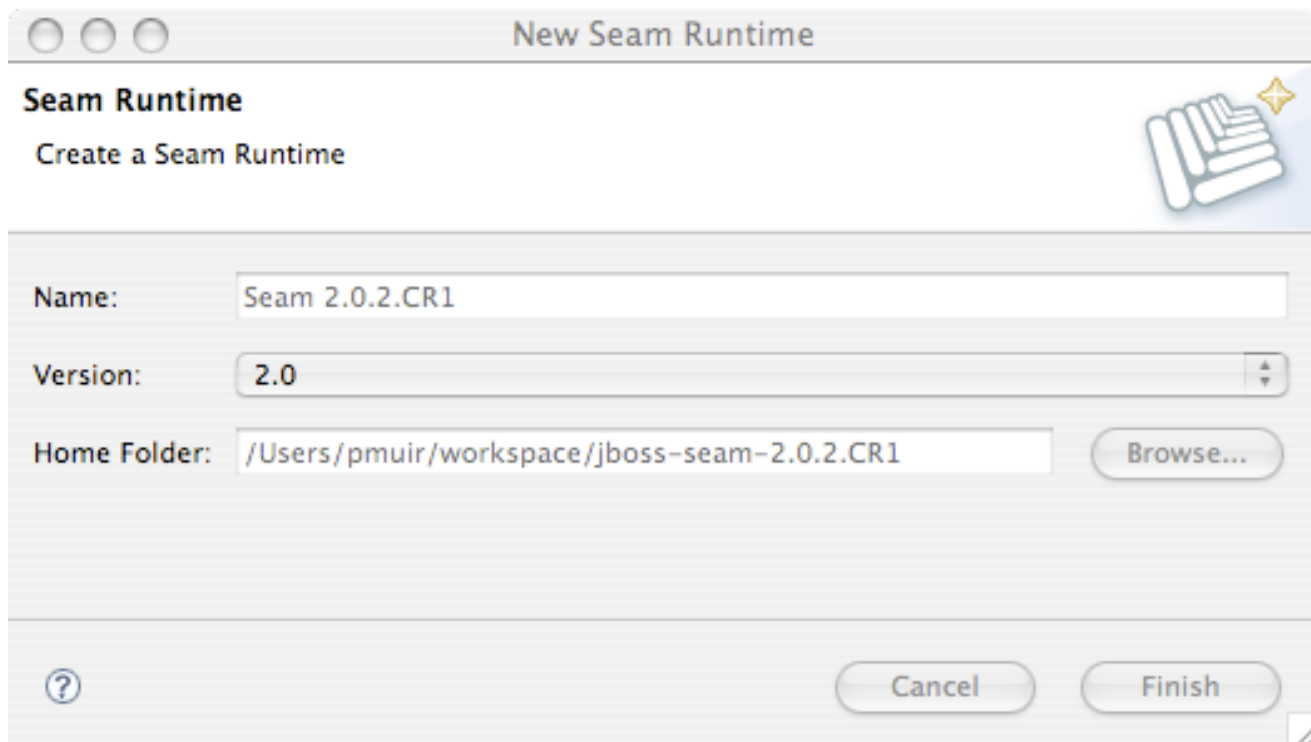 New Seam Runtime
Seam Runtime
Create a Seam Runtime
Name: Seam 2.0.2.CR1
Version: 2.0
Home Folder: /Users/pmuir/workspace/jboss-seam-2.0.2.CR1 Browse...
? Cancel Finish